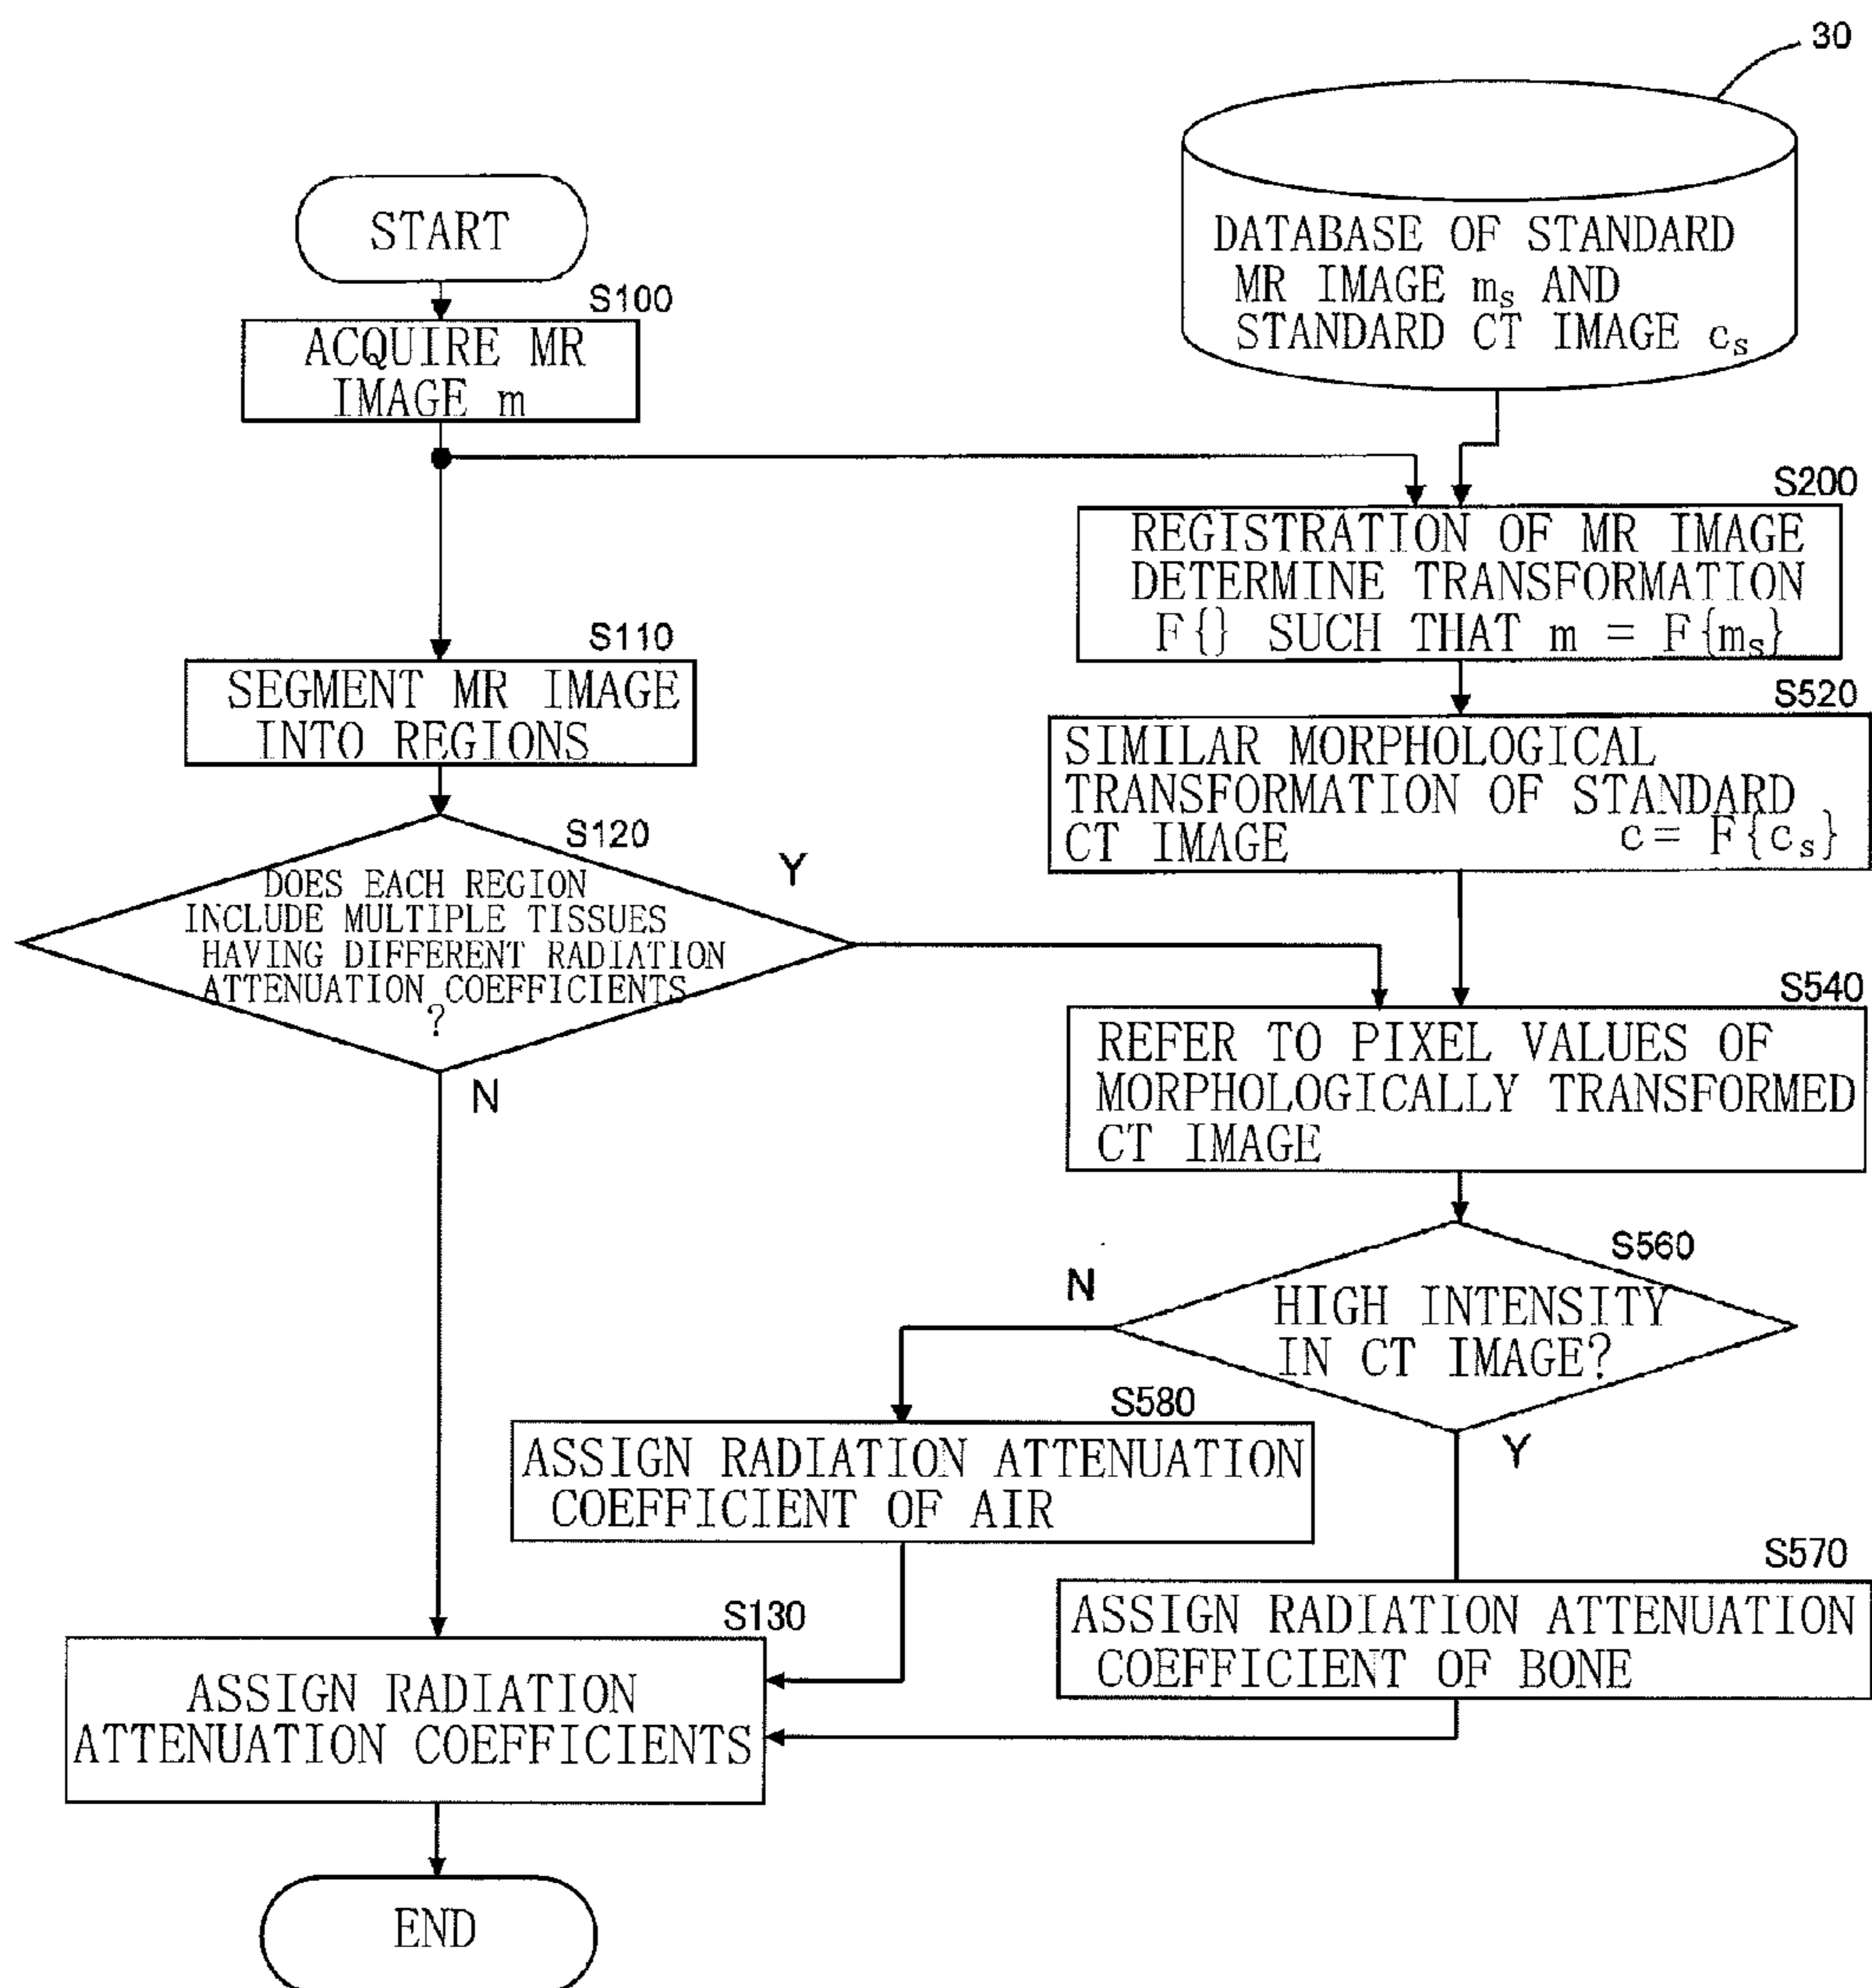 30
START
DATABASE OF STANDARD
MR IMAGE ms AND
STANDARD CT IMAGE cs
S100
ACQUIRE MR
IMAGE m
S200
REGISTRATION OF MR IMAGE
DETERMINE TRANSFORMATION
F{} SUCH THAT m = F{ms}
S110
SEGMENT MR IMAGE
INTO REGIONS
S520
SIMILAR MORPHOLOGICAL
TRANSFORMATION OF STANDARD
CT IMAGE c= F{cs}
S120
Y
DOES EACH REGION
INCLUDE MULTIPLE TISSUES
HAVING DIFFERENT RADIATION
ATTENUATION COEFFICIENTS
?
N
S540
REFER TO PIXEL VALUES OF
MORPHOLOGICALLY TRANSFORMED
CT IMAGE
S560
N
HIGH INTENSITY
IN CT IMAGE?
Y
S580
ASSIGN RADIATION ATTENUATION
COEFFICIENT OF AIR
S570
ASSIGN RADIATION ATTENUATION
COEFFICIENT OF BONE
S130
ASSIGN RADIATION
ATTENUATION COEFFICIENTS
END